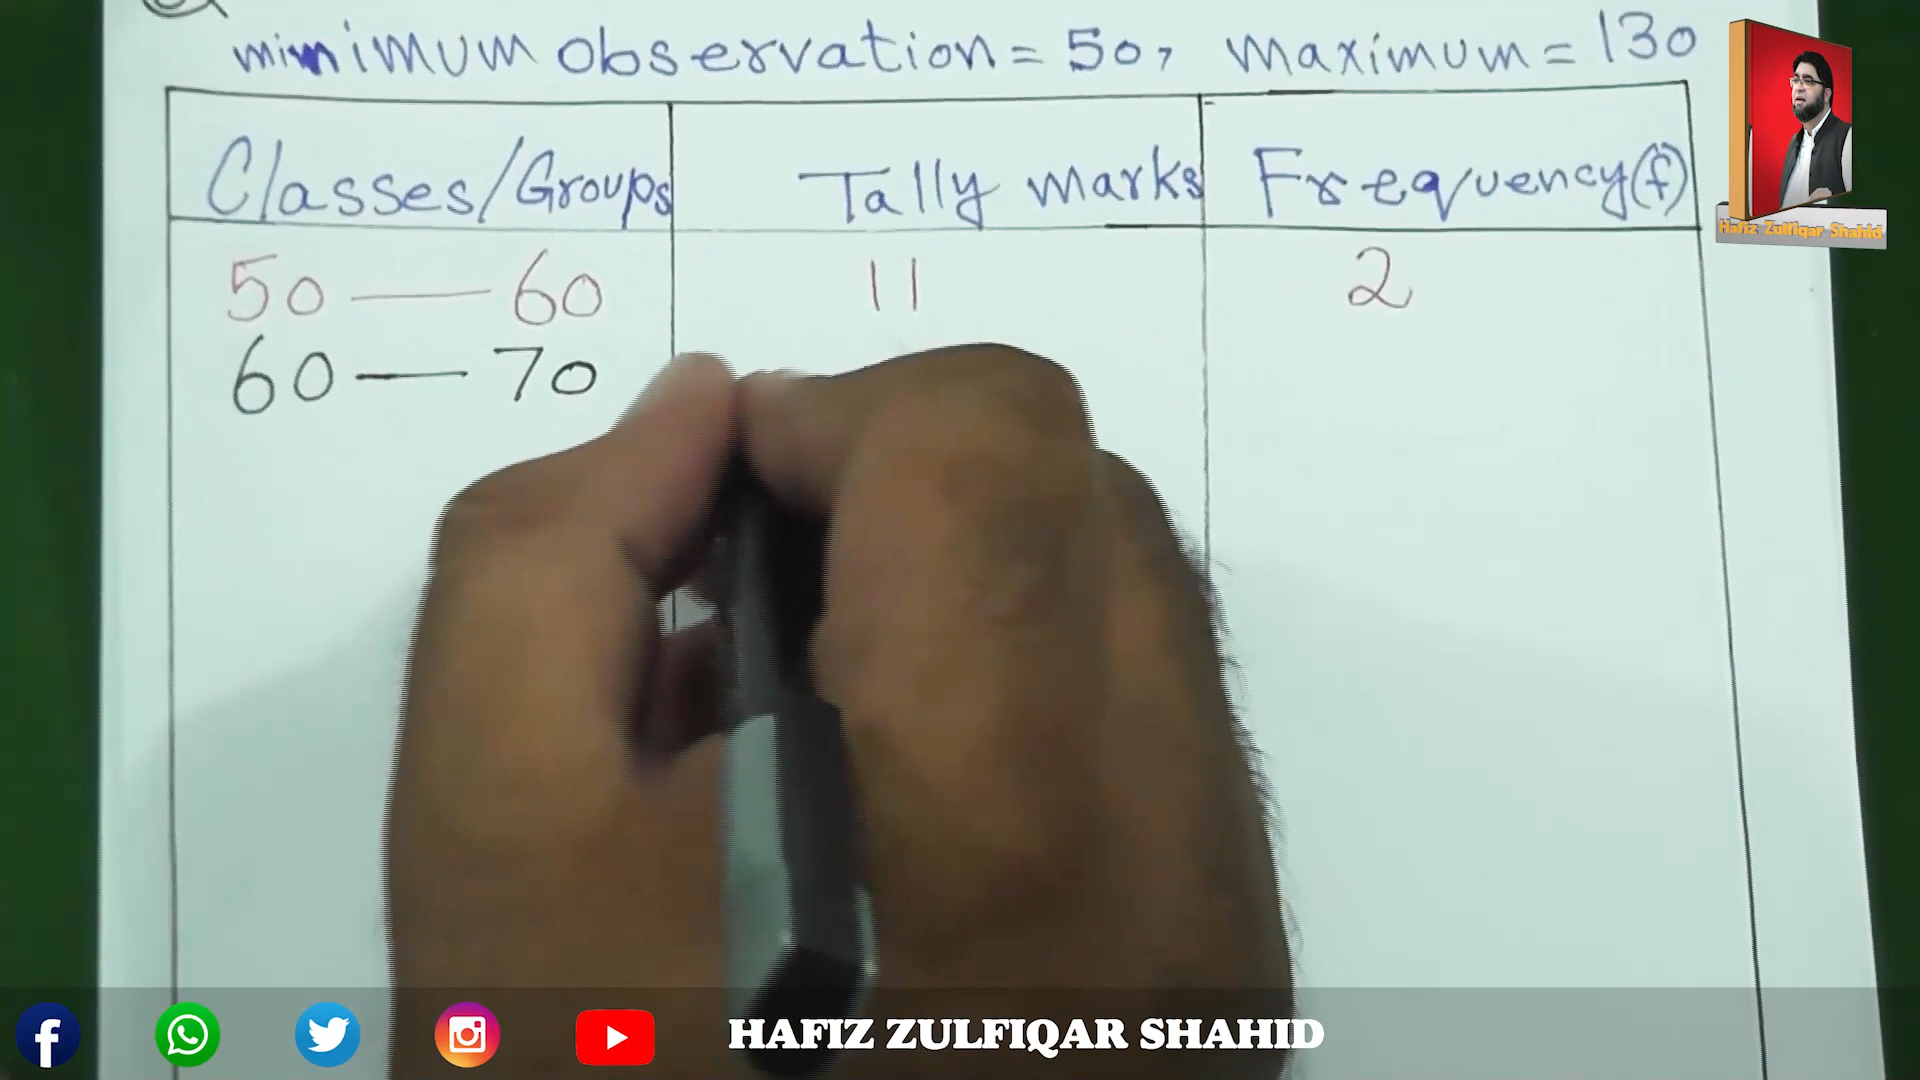 minimum observation = 50, maximum = 130
Classes/Groups Tally marks Frequency(f)
50 — 60 11 2
60 — 70
Hafiz Zulfiqar Shahid
HAFIZ ZULFIQAR SHAHID